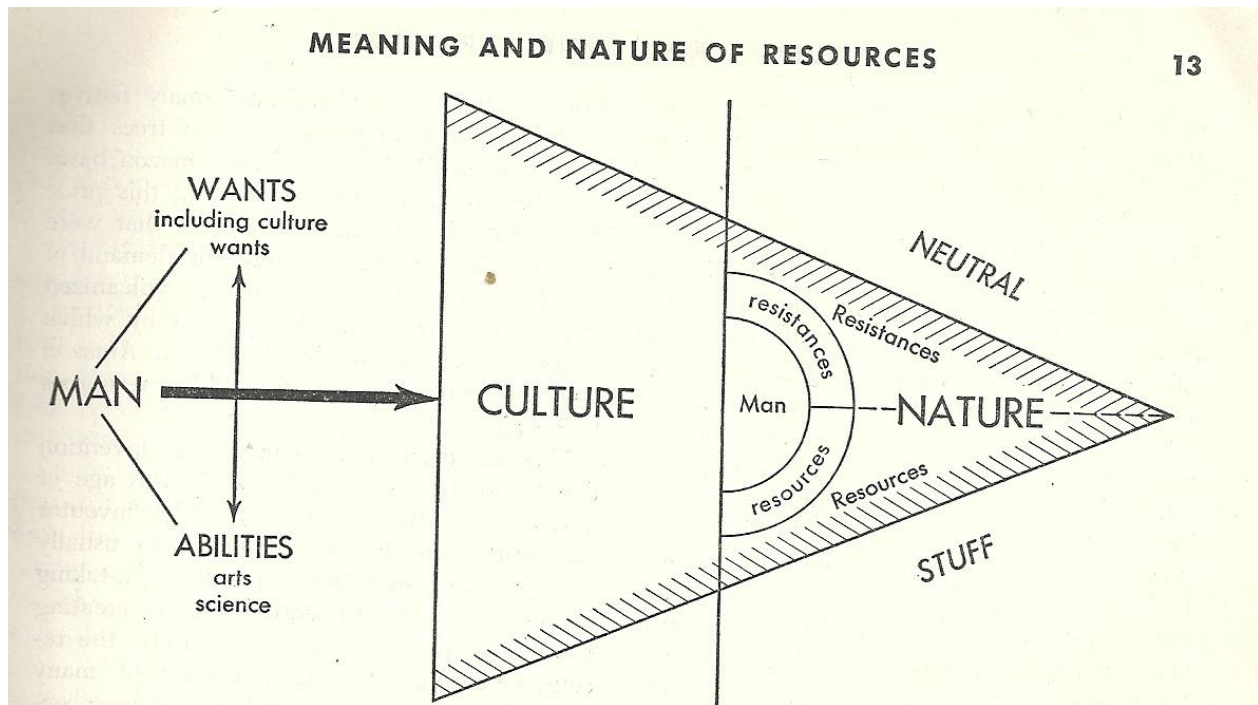 MEANING AND NATURE OF RESOURCES
13
WANTS
including culture
wants
MAN
ABILITIES
arts
science
CULTURE
Man
resistances
resources
Resistances
Resources
NATURE
NEUTRAL
STUFF